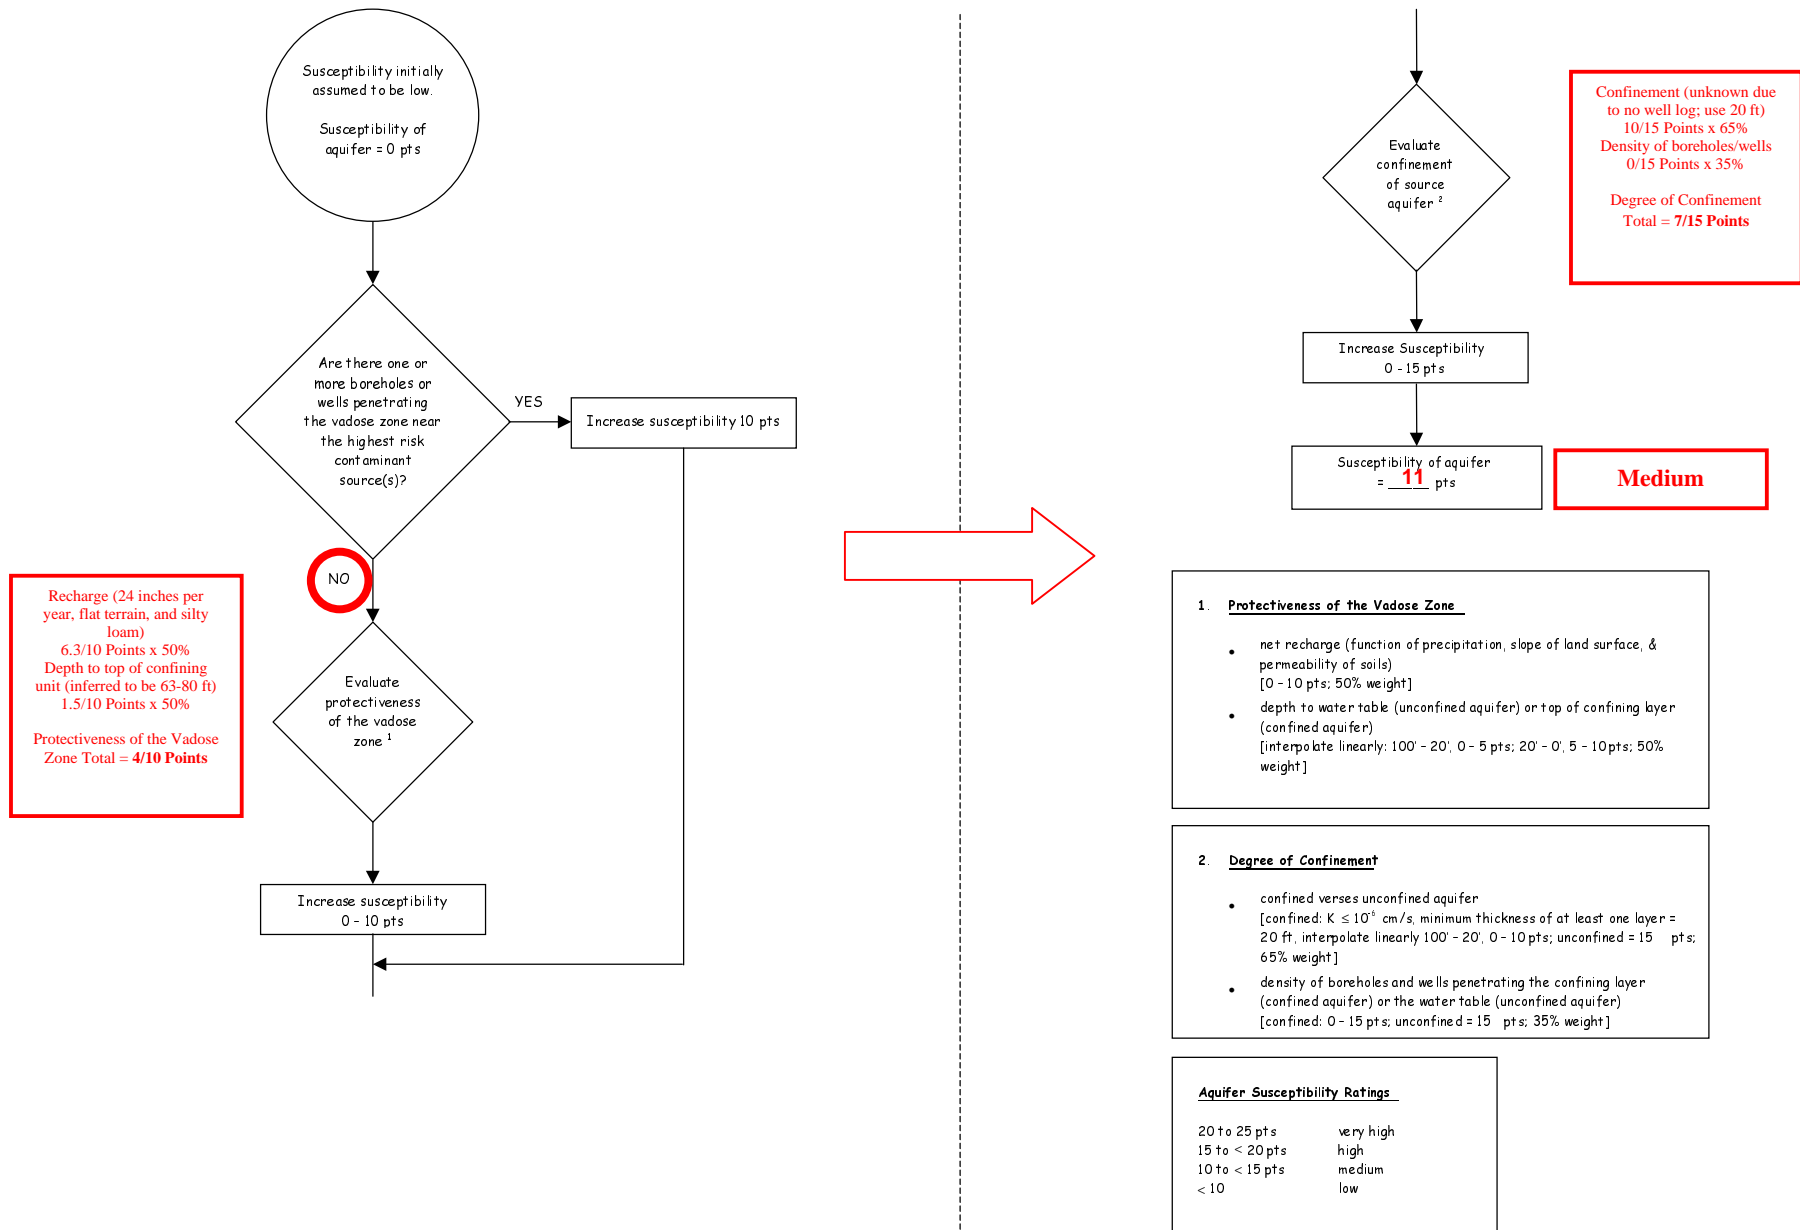 Susceptibility initially
assumed to be low.
Susceptibility of
aquifer = 0 pts
Are there one or
more boreholes or
wells penetrating
the vadose zone near
the highest risk
contaminant
source(s)?
YES
Increase susceptibility 10 pts
NO
Recharge (24 inches per
year, flat terrain, and silty
loam)
6.3/10 Points x 50%
Depth to top of confining
unit (inferred to be 63-80 ft)
1.5/10 Points x 50%
Protectiveness of the Vadose
Zone Total = 4/10 Points
Evaluate
protectiveness
of the vadose
zone 1
Increase susceptibility
0 – 10 pts
Evaluate
confinement
of source
aquifer 2
Confinement (unknown due
to no well log; use 20 ft)
10/15 Points x 65%
Density of boreholes/wells
0/15 Points x 35%
Degree of Confinement
Total = 7/15 Points
Increase Susceptibility
0 - 15 pts
Susceptibility of aquifer
= __11__ pts
Medium
1. Protectiveness of the Vadose Zone
• net recharge (function of precipitation, slope of land surface, &
permeability of soils)
[0 – 10 pts; 50% weight]
• depth to water table (unconfined aquifer) or top of confining layer
(confined aquifer)
[interpolate linearly: 100' – 20', 0 – 5 pts; 20' – 0', 5 – 10 pts; 50%
weight]
2. Degree of Confinement
• confined verses unconfined aquifer
[confined: K ≤ 10⁻⁶ cm/s, minimum thickness of at least one layer =
20 ft, interpolate linearly 100' – 20', 0 – 10 pts; unconfined = 15 pts;
65% weight]
• density of boreholes and wells penetrating the confining layer
(confined aquifer) or the water table (unconfined aquifer)
[confined: 0 – 15 pts; unconfined = 15 pts; 35% weight]
Aquifer Susceptibility Ratings
20 to 25 pts very high
15 to < 20 pts high
10 to < 15 pts medium
< 10 low